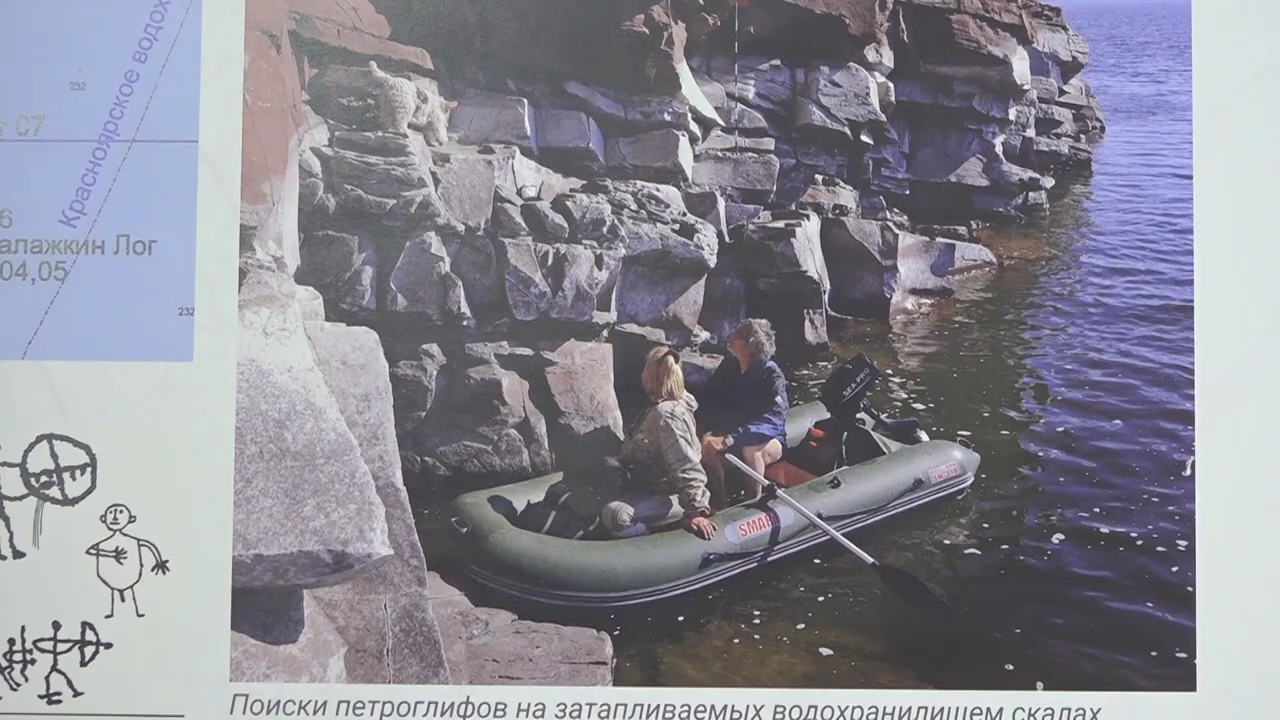 Красноярское водох
232
07
6
алажкин Лог
04,05
232
SEA-PRO
SMAR
Поиски петроглифов на затапливаемых водохранилищем скалах